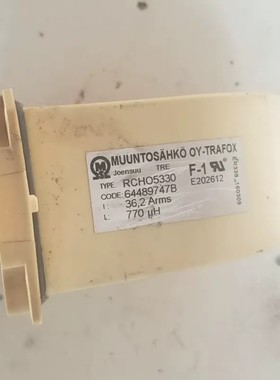 MUUNTOSÄHKÖ OY-TRAFOX
Joensuu TRE
TYPE: RCHO5330 F-1
CODE: 64489747B E202612
I: 36,2 Arms
L: 770 µH